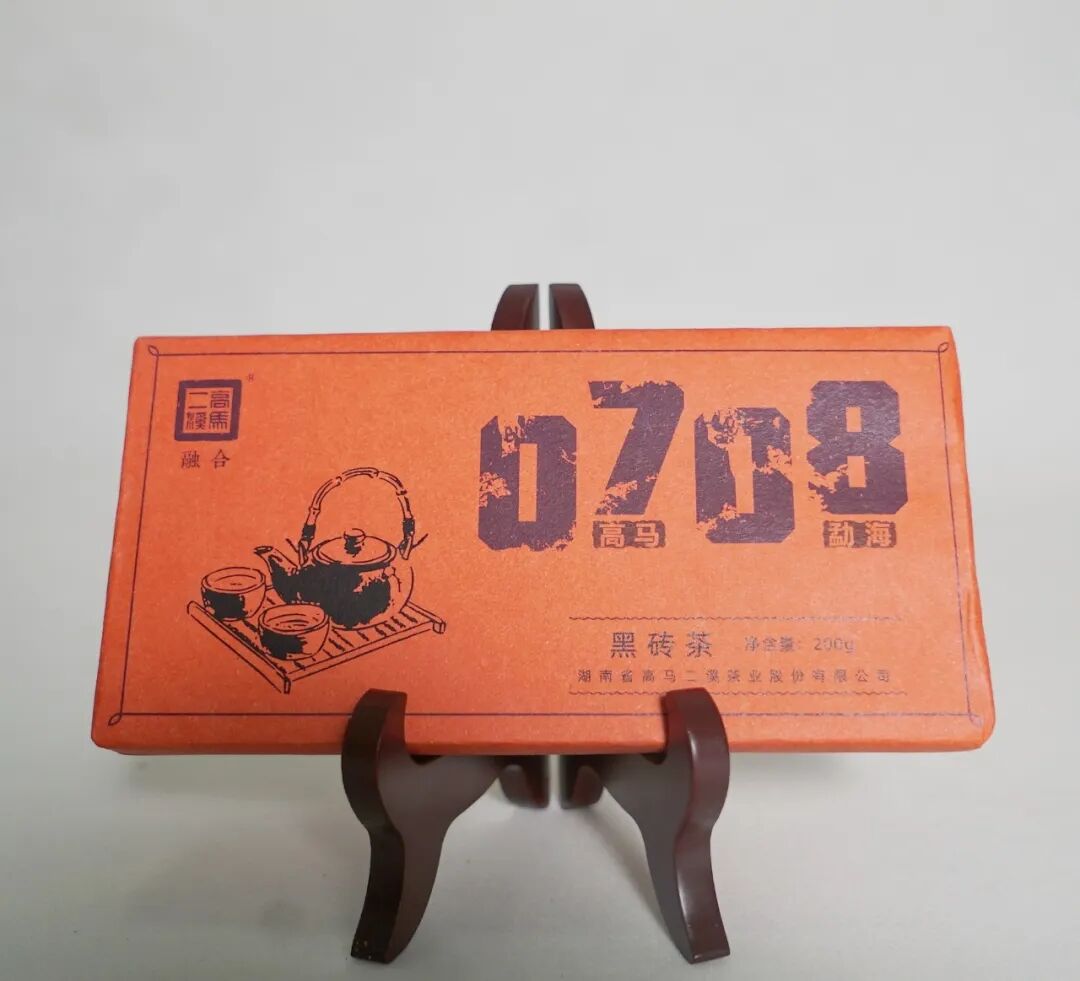 高馬二溪
®
融合
0708
高马
勐海
黑砖茶 净含量：200g
湖南省高马二溪茶业股份有限公司